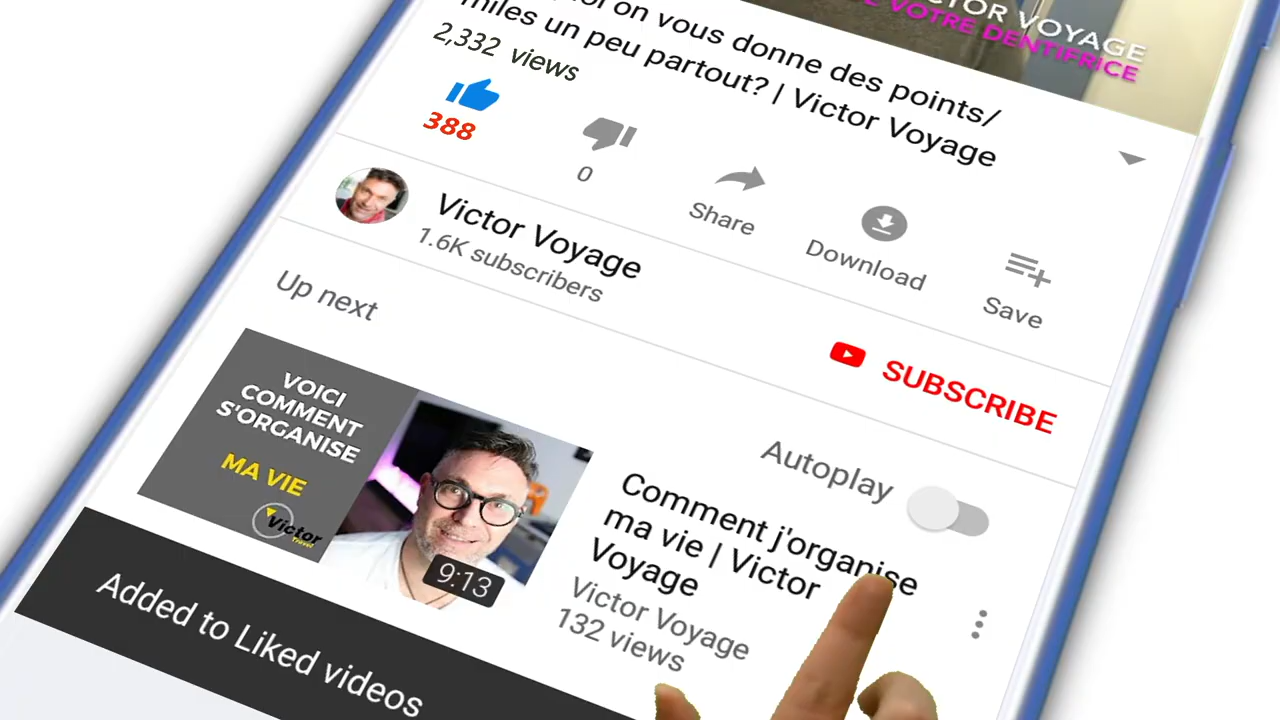 CTOR VOYAGE
VOTRE DENTIFRICE
on vous donne des points/
miles un peu partout? | Victor Voyage
2,332 views
388
0
Share
Download
Save
Victor Voyage
1.6K subscribers
SUBSCRIBE
Up next
Autoplay
VOICI
COMMENT
S'ORGANISE
MA VIE
Victor
Travel
9:13
Comment j'organise
ma vie | Victor
Voyage
Victor Voyage
132 views
Added to Liked videos